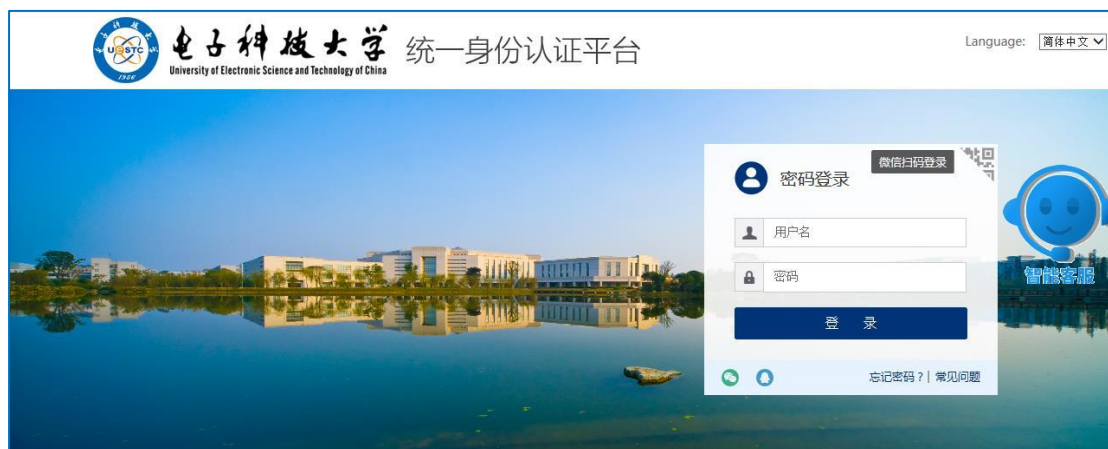 电子科技大学
University of Electronic Science and Technology of China
UESTC
1956
统一身份认证平台
Language: 简体中文
密码登录
微信扫码登录
用户名
密码
登 录
忘记密码？| 常见问题
智能客服